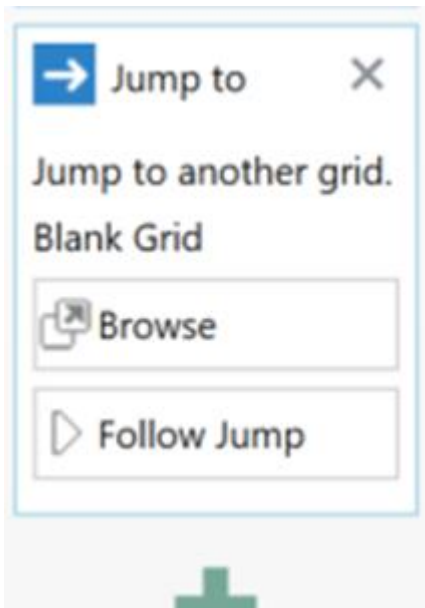 Jump to
Jump to another grid.
Blank Grid
Browse
Follow Jump